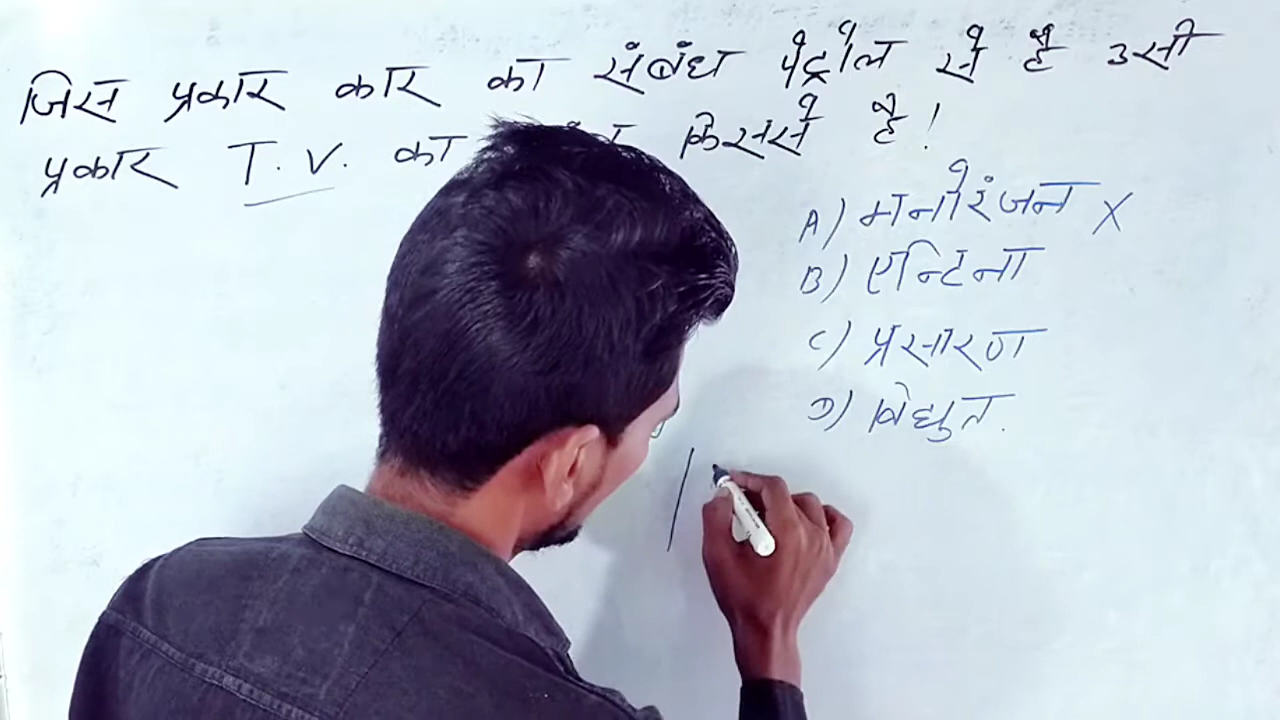 जिस प्रकार कार का संबंध पेट्रोल से है उसी
प्रकार T.V. का किससे है!
A) मनोरंजन X
B) एन्टिना
C) प्रसारण
D) विधुत.